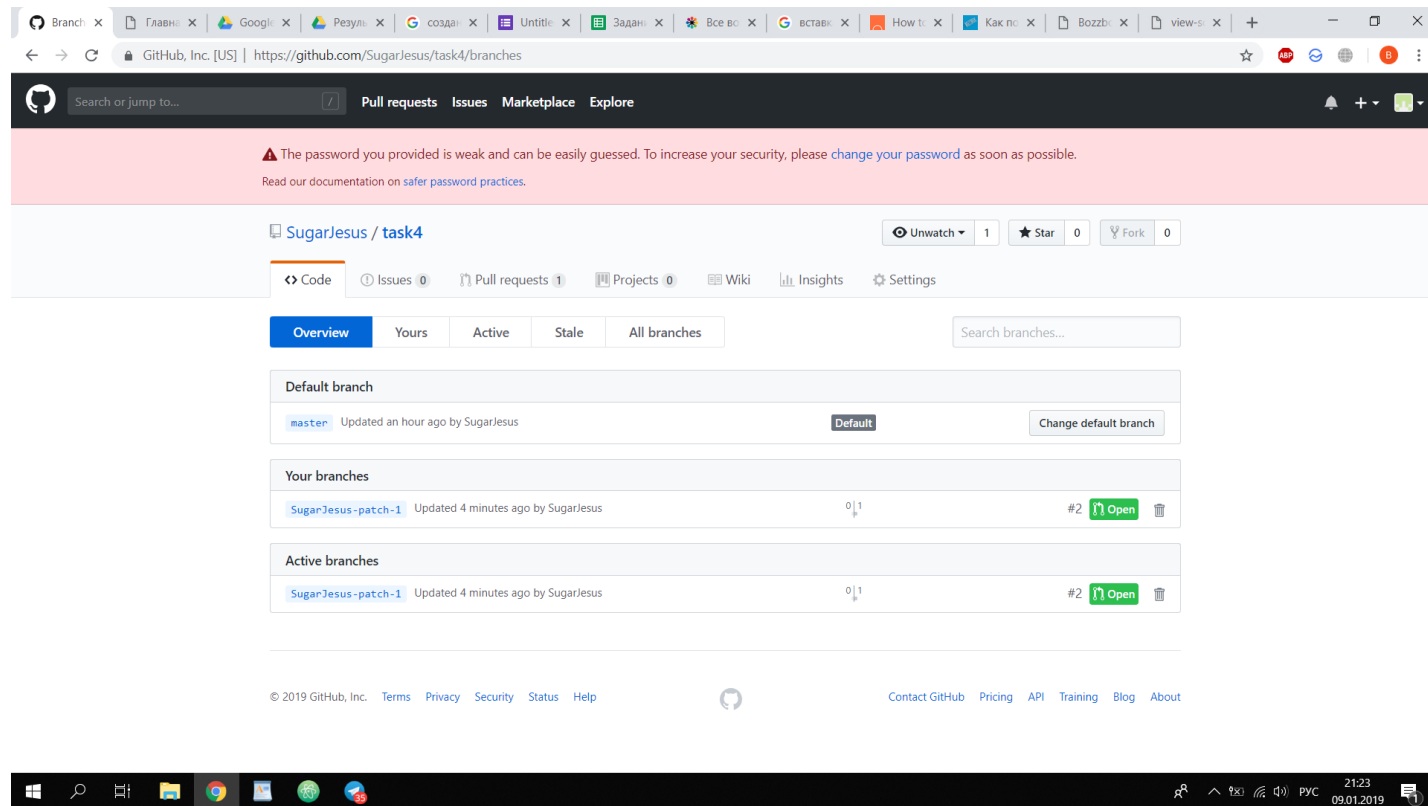 Branch Главна Google Резуль создан Untitle Задани Все во вставк How to Как по Bozzbo view-s
GitHub, Inc. [US] | https://github.com/SugarJesus/task4/branches ABP B
Search or jump to... / Pull requests Issues Marketplace Explore
The password you provided is weak and can be easily guessed. To increase your security, please change your password as soon as possible.
Read our documentation on safer password practices.
SugarJesus / task4 Unwatch 1 Star 0 Fork 0
Code Issues 0 Pull requests 1 Projects 0 Wiki Insights Settings
Overview Yours Active Stale All branches Search branches...
Default branch
master Updated an hour ago by SugarJesus Default Change default branch
Your branches
SugarJesus-patch-1 Updated 4 minutes ago by SugarJesus 0 | 1 #2 Open
Active branches
SugarJesus-patch-1 Updated 4 minutes ago by SugarJesus 0 | 1 #2 Open
© 2019 GitHub, Inc. Terms Privacy Security Status Help Contact GitHub Pricing API Training Blog About
35 РУС 21:23
09.01.2019 1